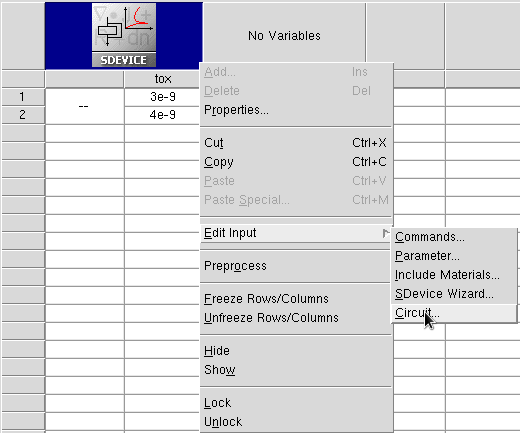 No Variables
SDEVICE
tox
1 -- 3e-9
2 4e-9
Add... Ins
Delete Del
Properties...
Cut Ctrl+X
Copy Ctrl+C
Paste Ctrl+V
Paste Special... Ctrl+M
Edit Input
Commands...
Parameter...
Include Materials...
SDevice Wizard...
Circuit...
Preprocess
Freeze Rows/Columns
Unfreeze Rows/Columns
Hide
Show
Lock
Unlock